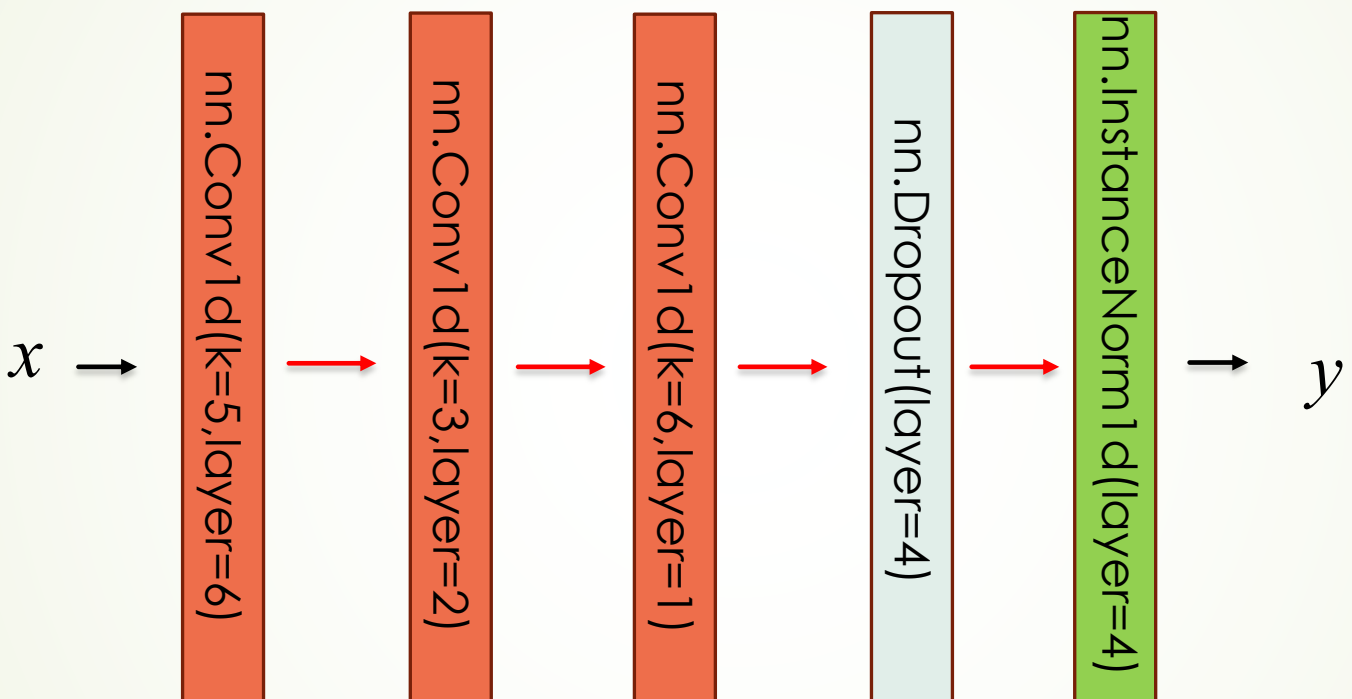 x
nn.Conv1d(k=5,layer=6)
nn.Conv1d(k=3,layer=2)
nn.Conv1d(k=6,layer=1)
nn.Dropout(layer=4)
nn.InstanceNorm1d(layer=4)
y